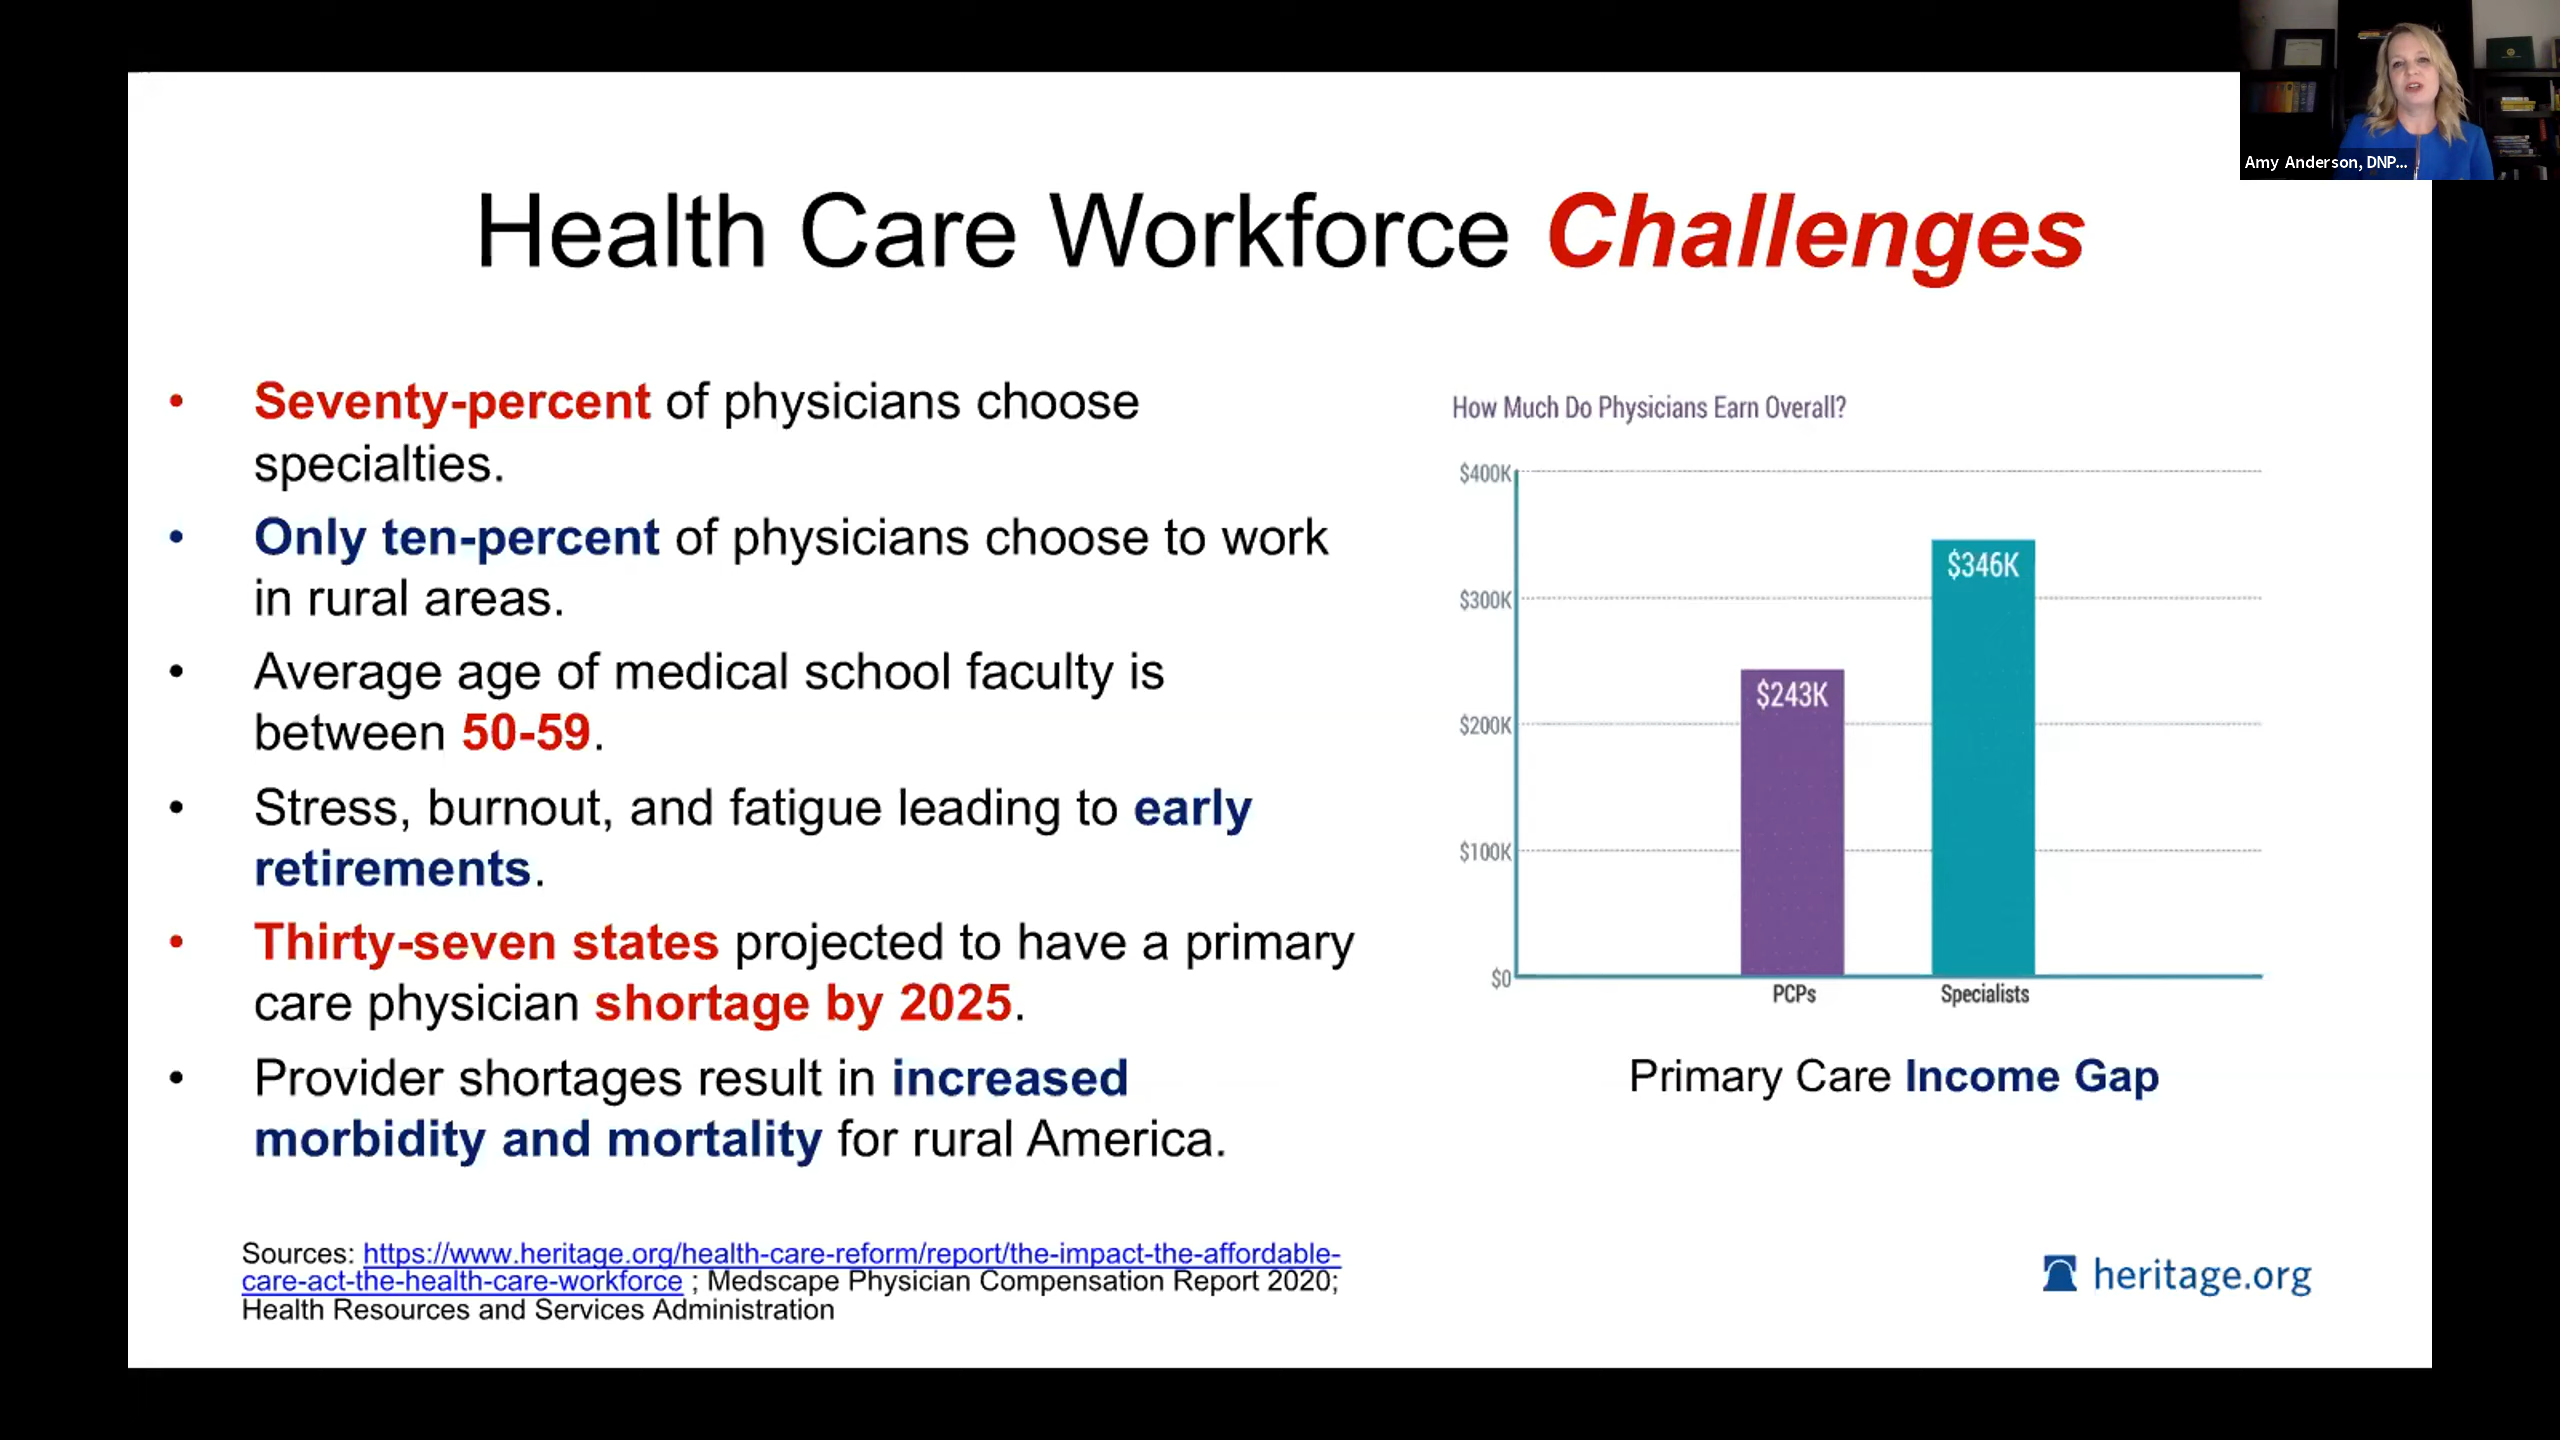 Amy Anderson, DNP...
Health Care Workforce Challenges
• Seventy-percent of physicians choose
specialties.
• Only ten-percent of physicians choose to work
in rural areas.
• Average age of medical school faculty is
between 50-59.
• Stress, burnout, and fatigue leading to early
retirements.
• Thirty-seven states projected to have a primary
care physician shortage by 2025.
• Provider shortages result in increased
morbidity and mortality for rural America.
How Much Do Physicians Earn Overall?
$400K
$300K
$200K
$100K
$0
$243K
$346K
PCPs
Specialists
Primary Care Income Gap
Sources: https://www.heritage.org/health-care-reform/report/the-impact-the-affordable-
care-act-the-health-care-workforce ; Medscape Physician Compensation Report 2020;
Health Resources and Services Administration
heritage.org